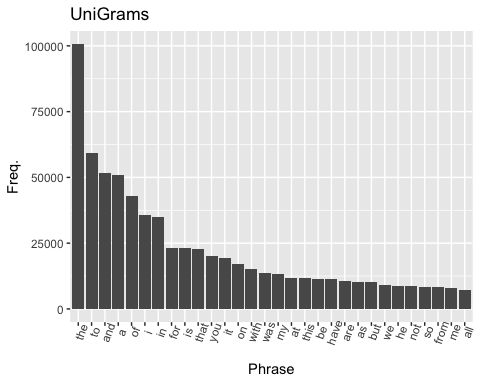 UniGrams
100000
75000
50000
25000
0
Freq.
the to and a of i in for is that you it on with was my at this be have are as but we he not so from me all
Phrase